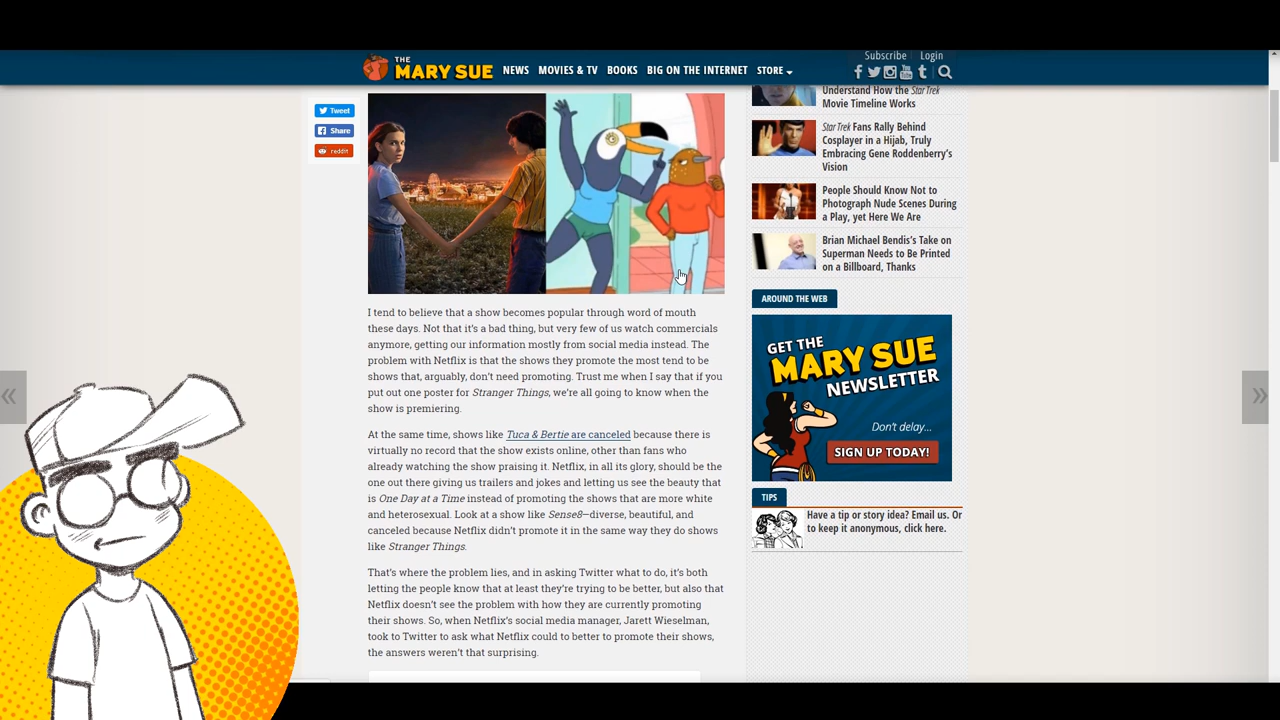 Subscribe Login
THE
MARY SUE
NEWS MOVIES & TV BOOKS BIG ON THE INTERNET STORE
Tweet
Share
reddit
I tend to believe that a show becomes popular through word of mouth
these days. Not that it's a bad thing, but very few of us watch commercials
anymore, getting our information mostly from social media instead. The
problem with Netflix is that the shows they promote the most tend to be
shows that, arguably, don't need promoting. Trust me when I say that if you
put out one poster for Stranger Things, we're all going to know when the
show is premiering.
At the same time, shows like Tuca & Bertie are canceled because there is
virtually no record that the show exists online, other than fans who
already watching the show praising it. Netflix, in all its glory, should be the
one out there giving us trailers and jokes and letting us see the beauty that
is One Day at a Time instead of promoting the shows that are more white
and heterosexual. Look at a show like Sense8—diverse, beautiful, and
canceled because Netflix didn't promote it in the same way they do shows
like Stranger Things.
That's where the problem lies, and in asking Twitter what to do, it's both
letting the people know that at least they're trying to be better, but also that
Netflix doesn't see the problem with how they are currently promoting
their shows. So, when Netflix's social media manager, Jarett Wieselman,
took to Twitter to ask what Netflix could to better to promote their shows,
the answers weren't that surprising.
Understand How the Star Trek
Movie Timeline Works
Star Trek Fans Rally Behind
Cosplayer in a Hijab, Truly
Embracing Gene Roddenberry's
Vision
People Should Know Not to
Photograph Nude Scenes During
a Play, yet Here We Are
Brian Michael Bendis's Take on
Superman Needs to Be Printed
on a Billboard, Thanks
AROUND THE WEB
GET THE
MARY SUE
NEWSLETTER
Don't delay...
SIGN UP TODAY!
TIPS
Have a tip or story idea? Email us. Or
to keep it anonymous, click here.